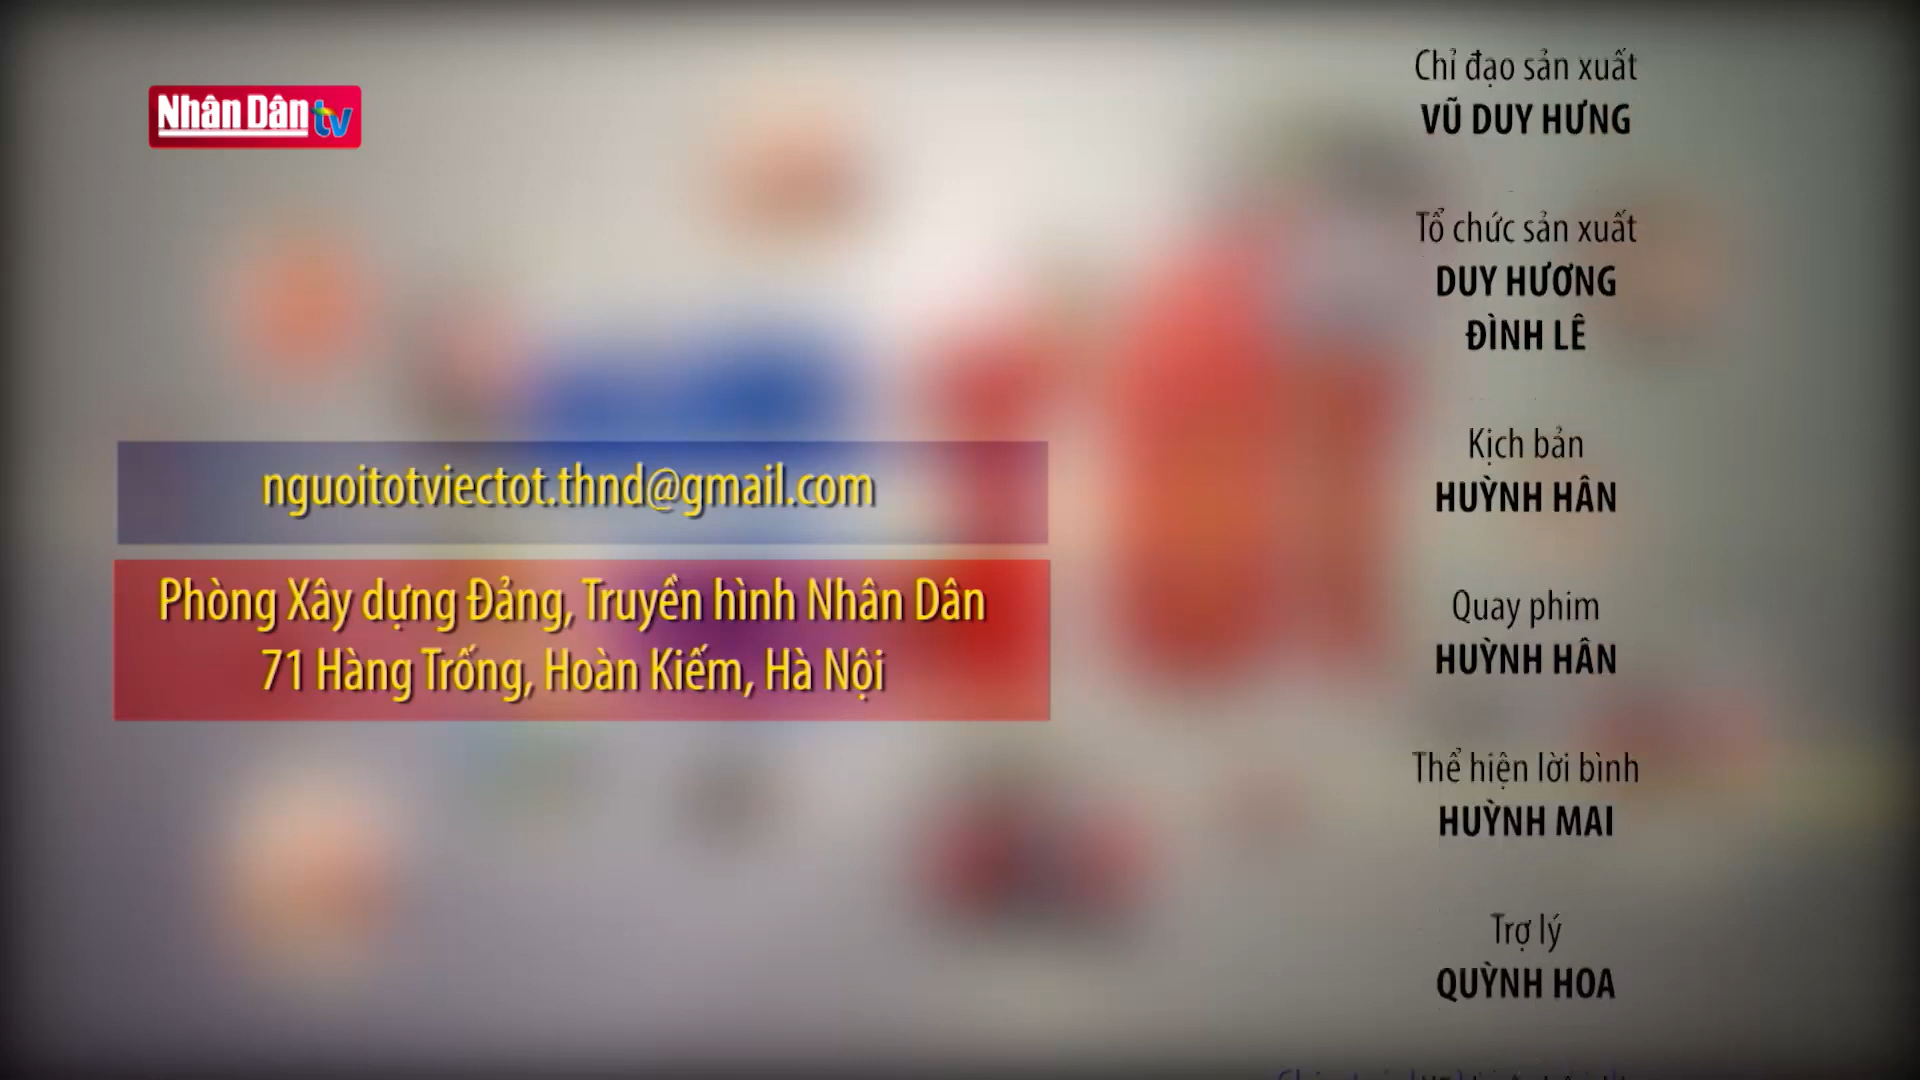 Nhân Dân tv
nguoitotviectot.thnd@gmail.com
Phòng Xây dựng Đảng, Truyền hình Nhân Dân
71 Hàng Trống, Hoàn Kiếm, Hà Nội
Chỉ đạo sản xuất
VŨ DUY HƯNG
Tổ chức sản xuất
DUY HƯƠNG
ĐÌNH LÊ
Kịch bản
HUỲNH HÂN
Quay phim
HUỲNH HÂN
Thể hiện lời bình
HUỲNH MAI
Trợ lý
QUỲNH HOA